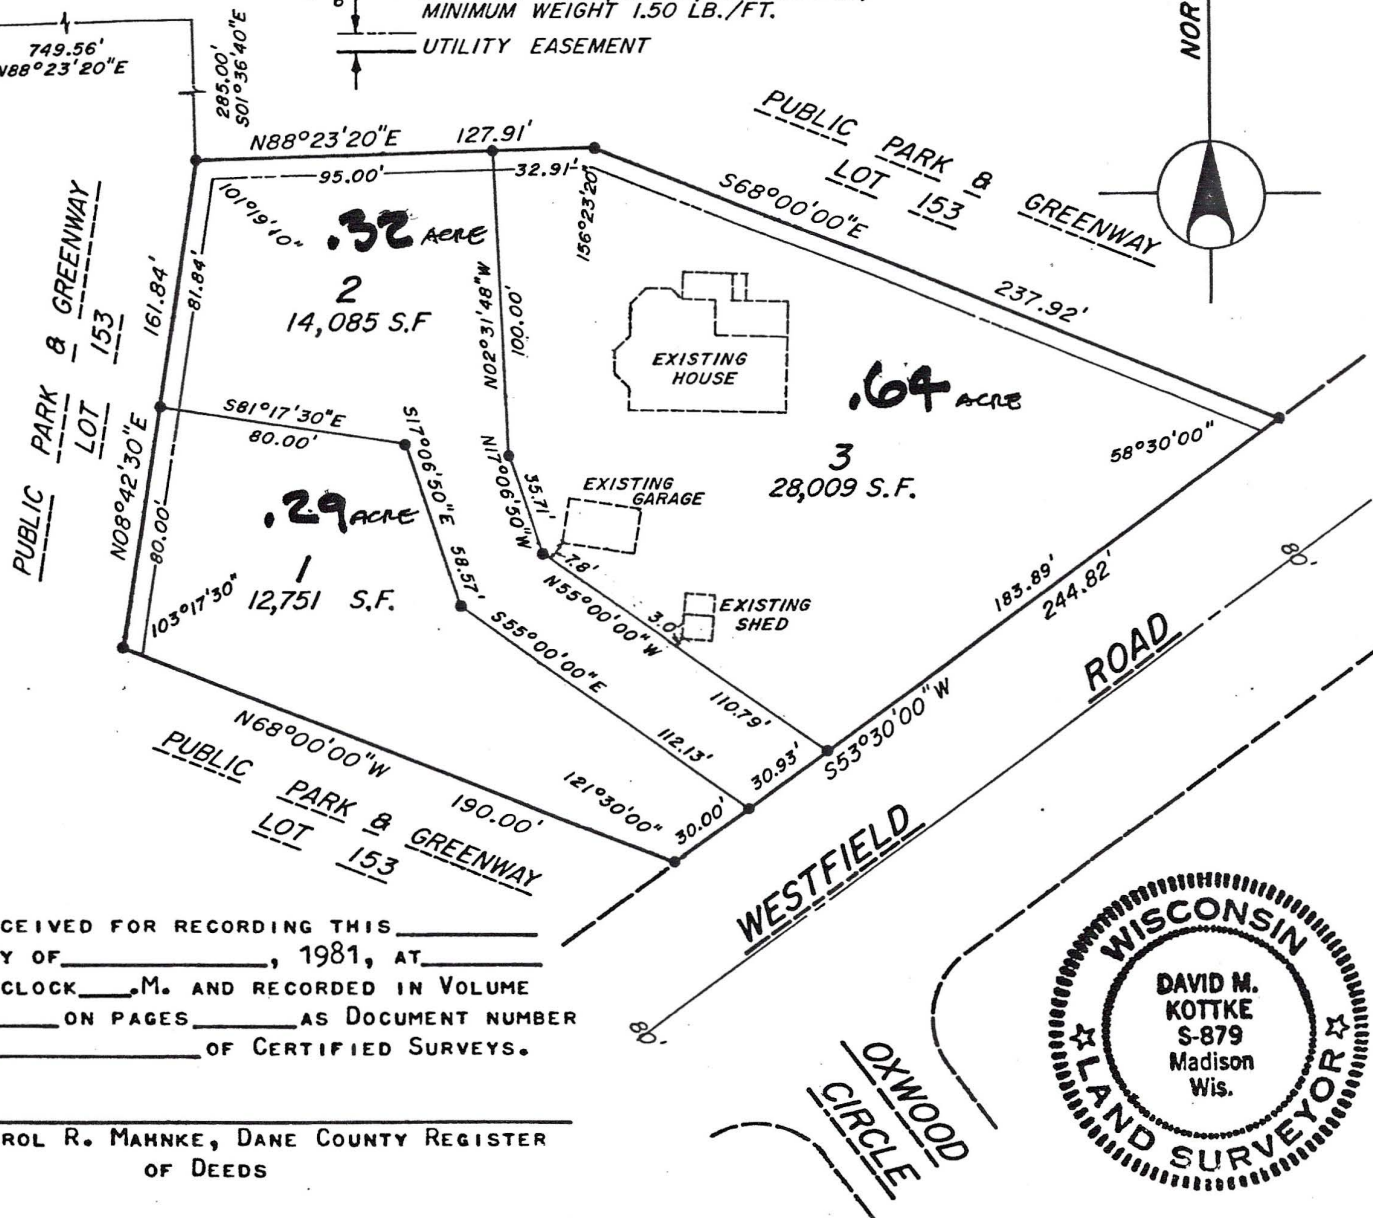 MINIMUM WEIGHT 1.50 LB./FT.
UTILITY EASEMENT
749.56'
N88°23'20"E
285.00'
S01°36'40"E
NOR
N88°23'20"E 127.91'
95.00'
32.91'
101°19'10"
156°23'20"
PUBLIC PARK & GREENWAY
LOT 153
S68°00'00"E
237.92'
.32 ACRE
2
14,085 S.F
161.84'
81.84'
N02°31'48"W
100.00'
EXISTING
HOUSE
.64 ACRE
3
28,009 S.F.
58°30'00"
PUBLIC PARK & GREENWAY
LOT 153
N08°42'30"E
80.00'
S81°17'30"E
80.00'
S17°06'50"E
58.57'
N17°06'50"W
35.71'
EXISTING
GARAGE
7.8'
.29 ACRE
1
12,751 S.F.
103°17'30"
N55°00'00"W
3.0'
110.79'
EXISTING
SHED
S55°00'00"E
112.13'
183.89'
244.82'
S53°30'00"W
30.93'
30.00'
121°30'00"
N68°00'00"W
190.00'
PUBLIC PARK & GREENWAY
LOT 153
WESTFIELD ROAD
80'
80'
OXWOOD
CIRCLE
CEIVED FOR RECORDING THIS
Y OF , 1981, AT
CLOCK .M. AND RECORDED IN VOLUME
ON PAGES AS DOCUMENT NUMBER
OF CERTIFIED SURVEYS.
ROL R. MAHNKE, DANE COUNTY REGISTER
OF DEEDS
WISCONSIN
DAVID M.
KOTTKE
S-879
Madison
Wis.
LAND SURVEYOR